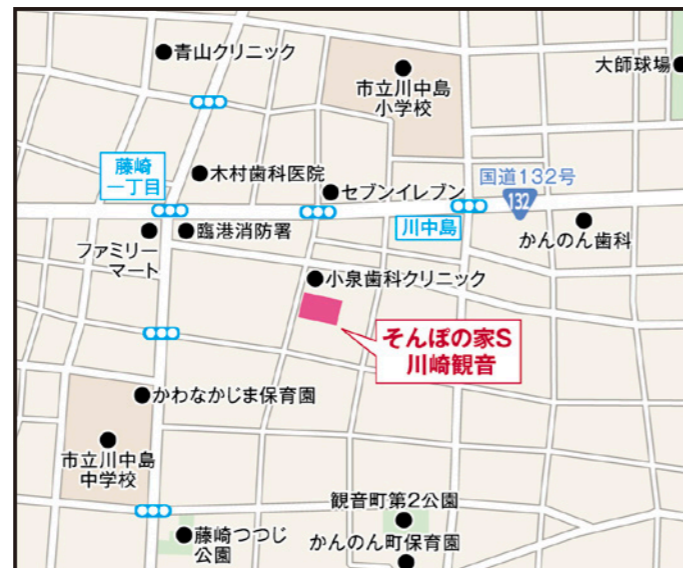 青山クリニック
市立川中島
小学校
大師球場
藤崎
一丁目
木村歯科医院
セブンイレブン
国道132号
132
ファミリー
マート
臨港消防署
川中島
かんのん歯科
小泉歯科クリニック
そんぽの家S
川崎観音
かわなかじま保育園
市立川中島
中学校
観音町第2公園
藤崎つつじ
公園
かんのん町保育園